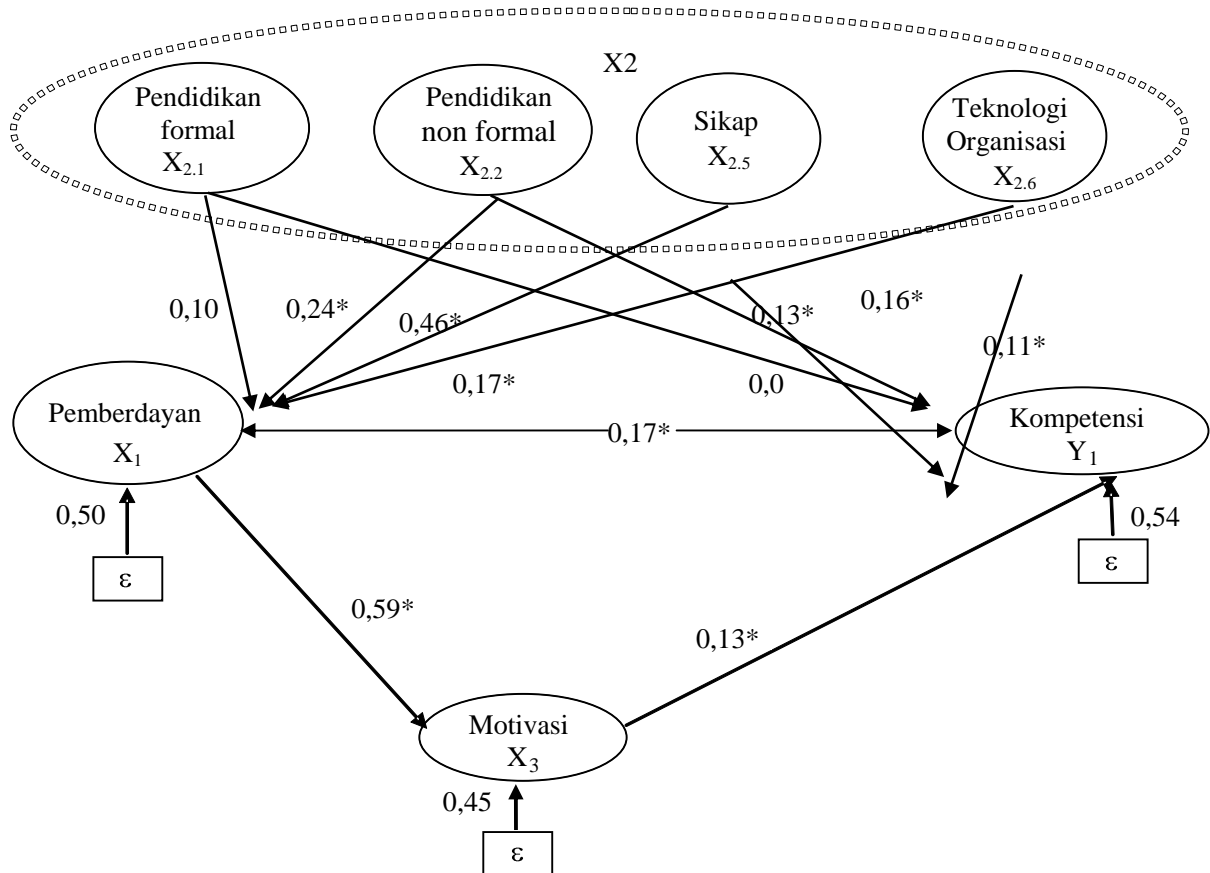 X2
Pendidikan
formal
X2.1
Pendidikan
non formal
X2.2
Sikap
X2.5
Teknologi
Organisasi
X2.6
0,10
0,24*
0,46*
0,13*
0,16*
0,11*
0,17*
0,0
Pemberdayan
X1
0,17*
Kompetensi
Y1
0,50
ε
0,54
ε
0,59*
0,13*
Motivasi
X3
0,45
ε